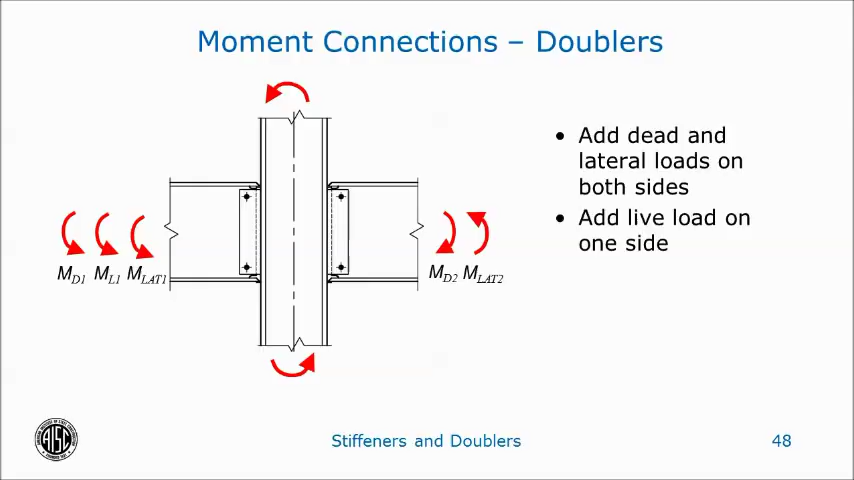 Moment Connections – Doublers
• Add dead and
lateral loads on
both sides
• Add live load on
one side
MD1 ML1 MLAT1
MD2 MLAT2
AISC
Stiffeners and Doublers
48